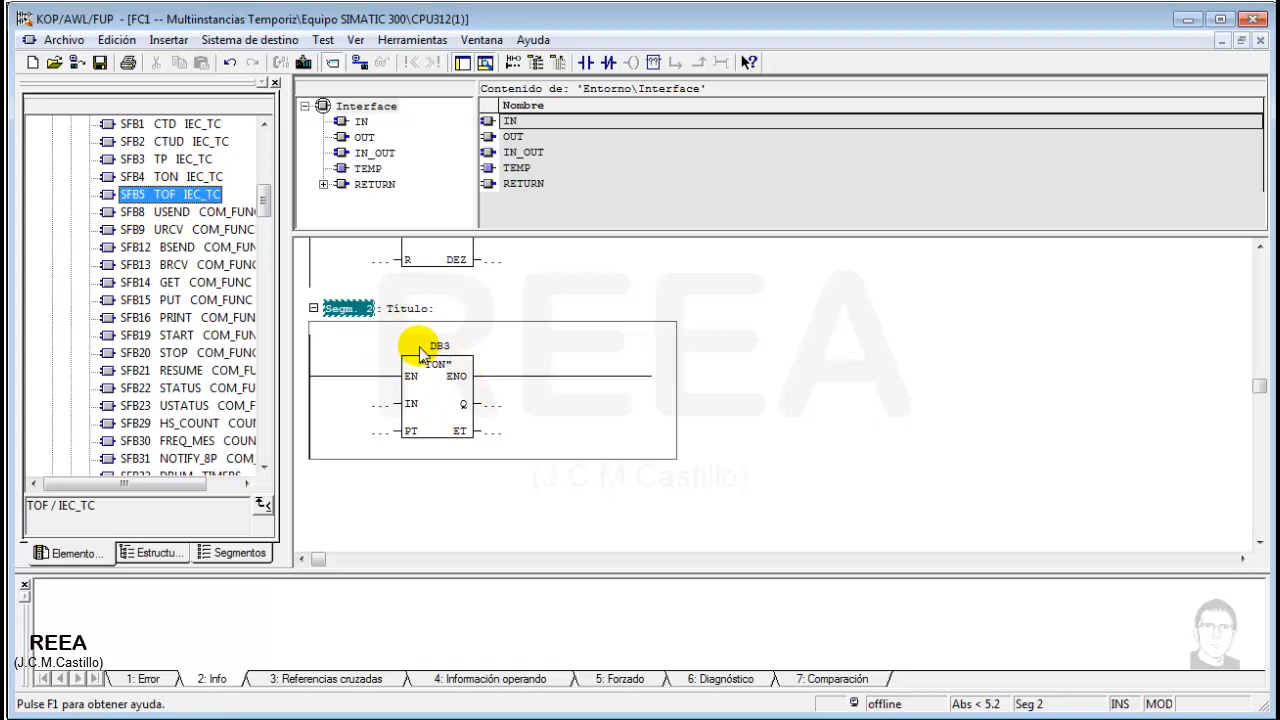 KOP/AWL/FUP - [FC1 -- Multiinstancias Temporiz\Equipo SIMATIC 300\CPU312(1)]
Archivo Edición Insertar Sistema de destino Test Ver Herramientas Ventana Ayuda
Contenido de: 'Entorno\Interface'
Interface
IN
OUT
IN_OUT
TEMP
RETURN
Nombre
IN
OUT
IN_OUT
TEMP
RETURN
SFB1 CTD IEC_TC
SFB2 CTUD IEC_TC
SFB3 TP IEC_TC
SFB4 TON IEC_TC
SFB5 TOF IEC_TC
SFB8 USEND COM_FUNC
SFB9 URCV COM_FUNC
SFB12 BSEND COM_FUN
SFB13 BRCV COM_FUN
SFB14 GET COM_FUNC
SFB15 PUT COM_FUNC
SFB16 PRINT COM_FUN
SFB19 START COM_FUN
SFB20 STOP COM_FUNC
SFB21 RESUME COM_FU
SFB22 STATUS COM_FU
SFB23 USTATUS COM_F
SFB29 HS_COUNT COUN
SFB30 FREQ_MES COUN
SFB31 NOTIFY_8P COM_
TOF / IEC_TC
Elemento... Estructu... Segmentos
... R DEZ ...
Segm. 2: Título:
DB3
TON"
EN ENO
... IN Q ...
... PT ET ...
REEA
(J.C.M Castillo)
REEA
(J.C.M.Castillo)
1: Error 2: Info 3: Referencias cruzadas 4: Información operando 5: Forzado 6: Diagnóstico 7: Comparación
Pulse F1 para obtener ayuda. offline Abs < 5.2 Seg 2 INS MOD